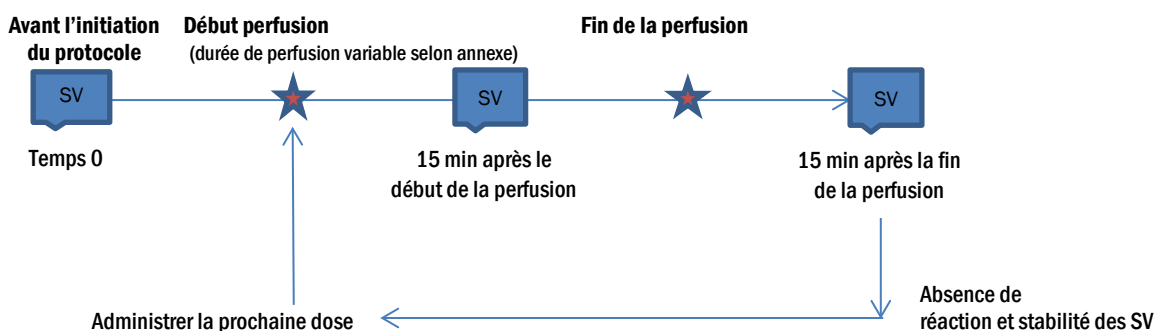 Avant l'initiation
du protocole
Début perfusion
(durée de perfusion variable selon annexe)
Fin de la perfusion
SV
SV
SV
Temps 0
15 min après le
début de la perfusion
15 min après la fin
de la perfusion
Administrer la prochaine dose
Absence de
réaction et stabilité des SV